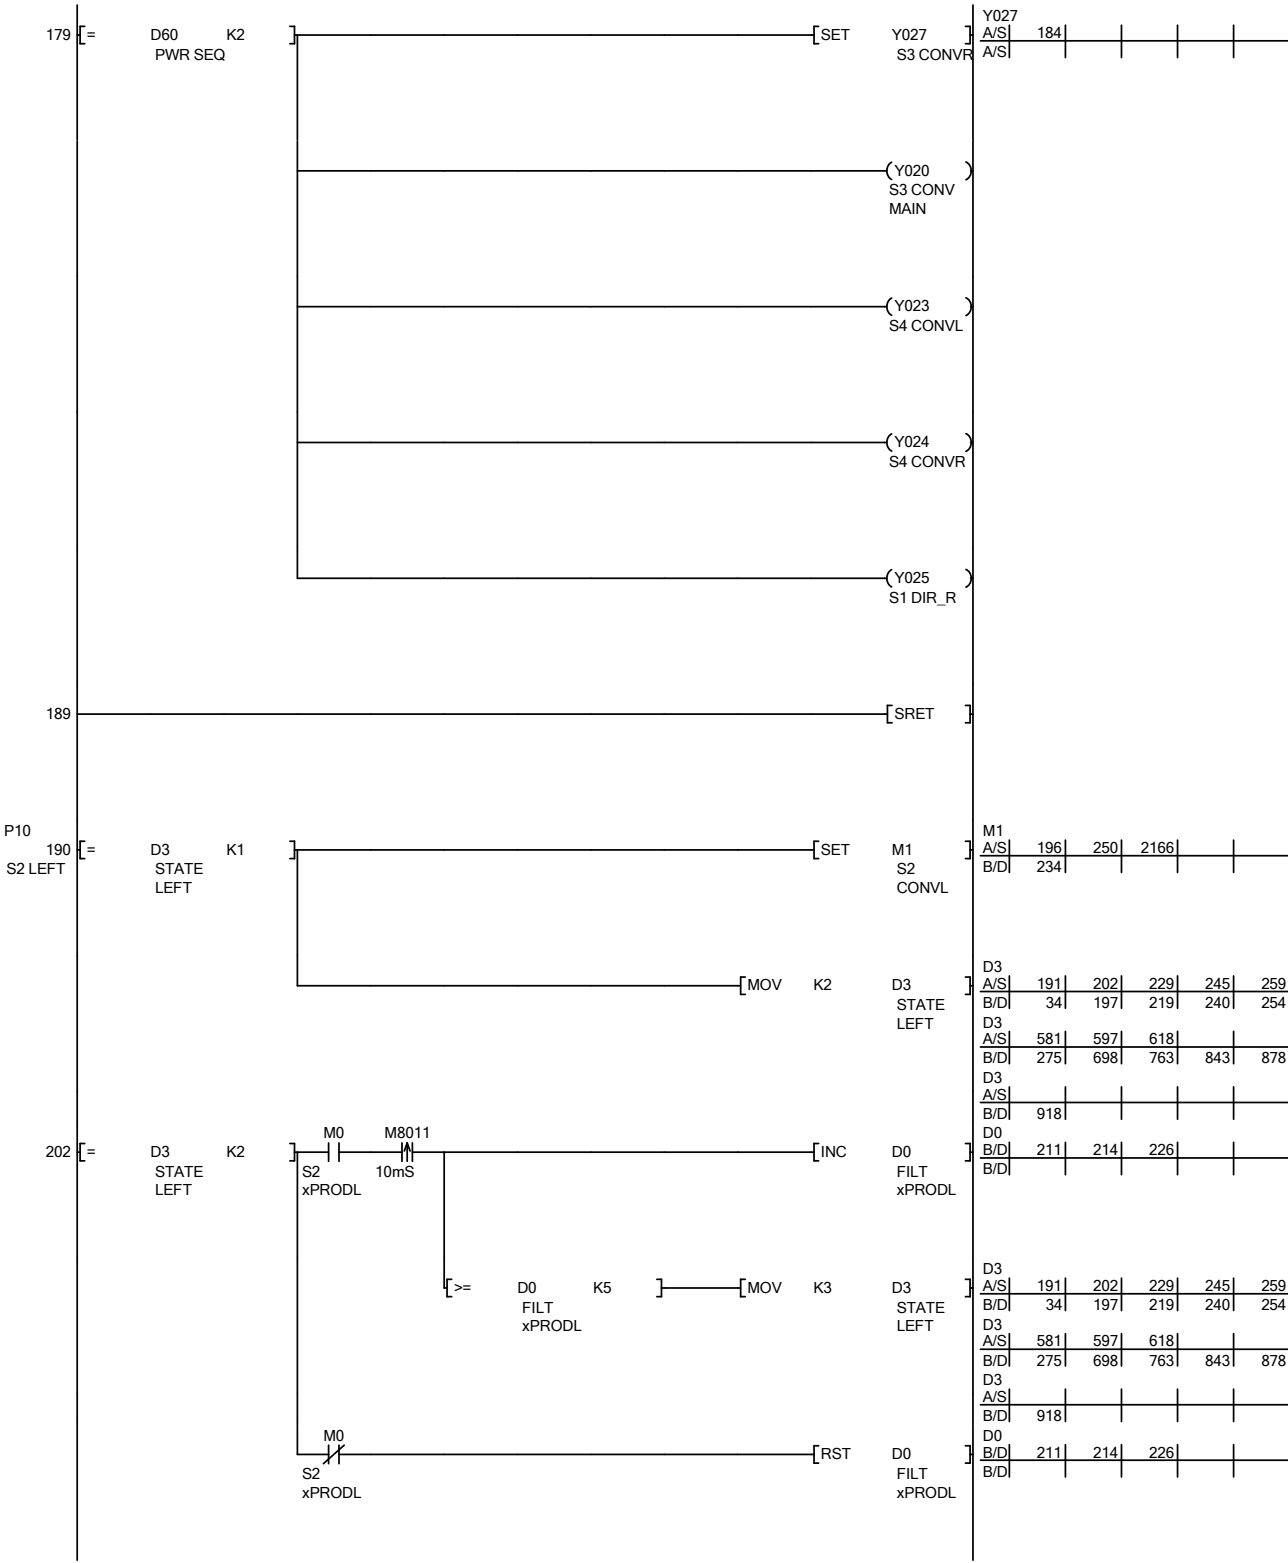 Y027
179 [= D60 K2 ] [SET Y027 ] A/S 184
PWR SEQ S3 CONVR A/S
(Y020 )
S3 CONV
MAIN
(Y023 )
S4 CONVL
(Y024 )
S4 CONVR
(Y025 )
S1 DIR_R
189 [SRET ]
P10 M1
190 [= D3 K1 ] [SET M1 ] A/S 196 250 2166
S2 LEFT STATE S2 B/D 234
LEFT CONVL
D3
[MOV K2 D3 ] A/S 191 202 229 245 259
STATE B/D 34 197 219 240 254
LEFT D3
A/S 581 597 618
B/D 275 698 763 843 878
D3
A/S
B/D 918
M0 M8011 D0
202 [= D3 K2 ] [INC D0 ] B/D 211 214 226
STATE S2 10mS FILT B/D
LEFT xPRODL xPRODL
D3
[>= D0 K5 ] [MOV K3 D3 ] A/S 191 202 229 245 259
FILT STATE B/D 34 197 219 240 254
xPRODL LEFT D3
A/S 581 597 618
B/D 275 698 763 843 878
D3
A/S
B/D 918
M0 D0
[RST D0 ] B/D 211 214 226
S2 FILT B/D
xPRODL xPRODL